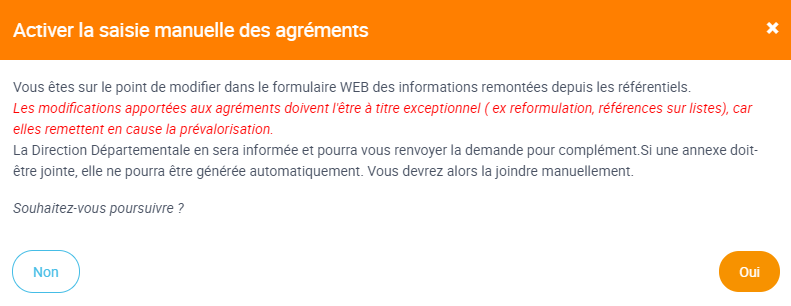 Activer la saisie manuelle des agréments
Vous êtes sur le point de modifier dans le formulaire WEB des informations remontées depuis les référentiels.
Les modifications apportées aux agréments doivent l'être à titre exceptionnel ( ex reformulation, références sur listes), car
elles remettent en cause la prévalorisation.
La Direction Départementale en sera informée et pourra vous renvoyer la demande pour complément.Si une annexe doit-
être jointe, elle ne pourra être générée automatiquement. Vous devrez alors la joindre manuellement.
Souhaitez-vous poursuivre ?
Non
Oui